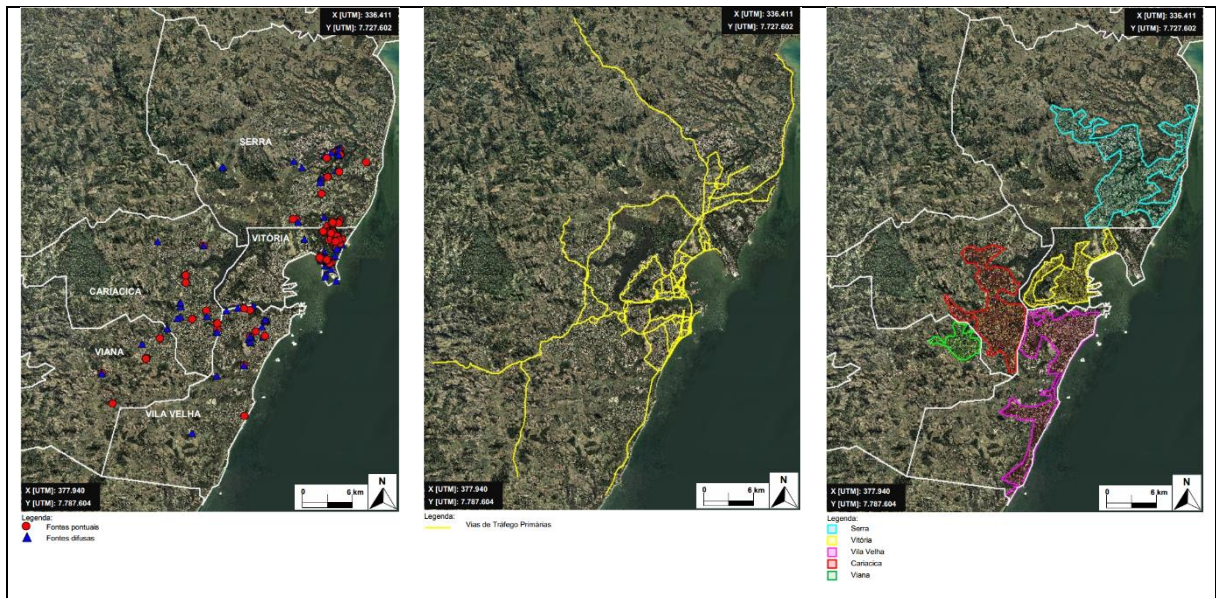 X [UTM]: 336.411
Y [UTM]: 7.727.602
SERRA
VITÓRIA
CARIACICA
VIANA
VILA VELHA
X [UTM]: 377.940
Y [UTM]: 7.787.604
0 6 km
N
Legenda:
Fontes pontuais
Fontes difusas
X [UTM]: 336.411
Y [UTM]: 7.727.602
X [UTM]: 377.940
Y [UTM]: 7.787.604
0 6 km
N
Legenda:
Vias de Tráfego Primárias
X [UTM]: 336.411
Y [UTM]: 7.727.602
X [UTM]: 377.940
Y [UTM]: 7.787.604
0 6 km
N
Legenda:
Serra
Vitória
Vila Velha
Cariacica
Viana